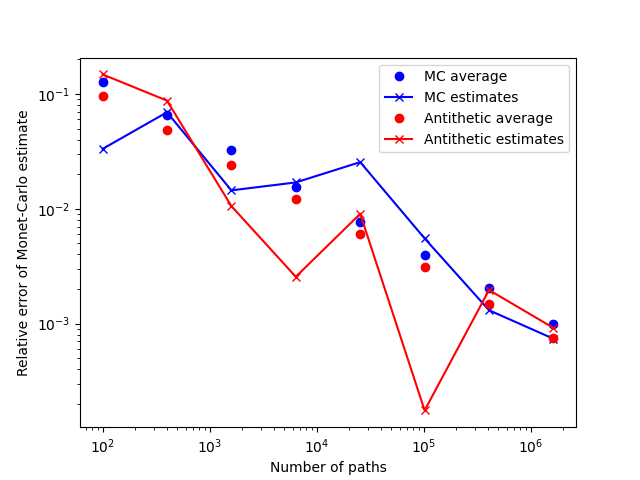 MC average
MC estimates
Antithetic average
Antithetic estimates
Relative error of Monet-Carlo estimate
10⁻¹
10⁻²
10⁻³
10² 10³ 10⁴ 10⁵ 10⁶
Number of paths